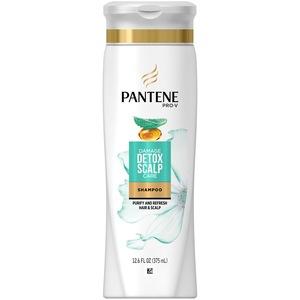 PANTENE
PRO-V
DAMAGE
DETOX
SCALP
CARE
SHAMPOO
PURIFY AND REFRESH
HAIR & SCALP
12.6 FL OZ (375 mL)